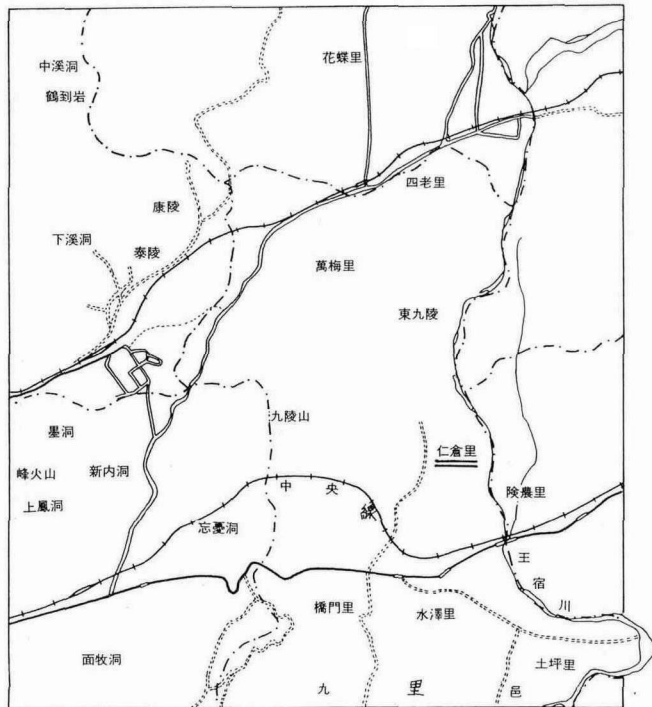 中溪洞
花蝶里
鶴到岩
四老里
康陵
下溪洞
泰陵
萬梅里
東九陵
九陵山
墨洞
仁倉里
峰火山
新内洞
上鳳洞
中央線
険農里
忘憂洞
王宿川
橋門里
水澤里
面牧洞
土坪里
九里邑